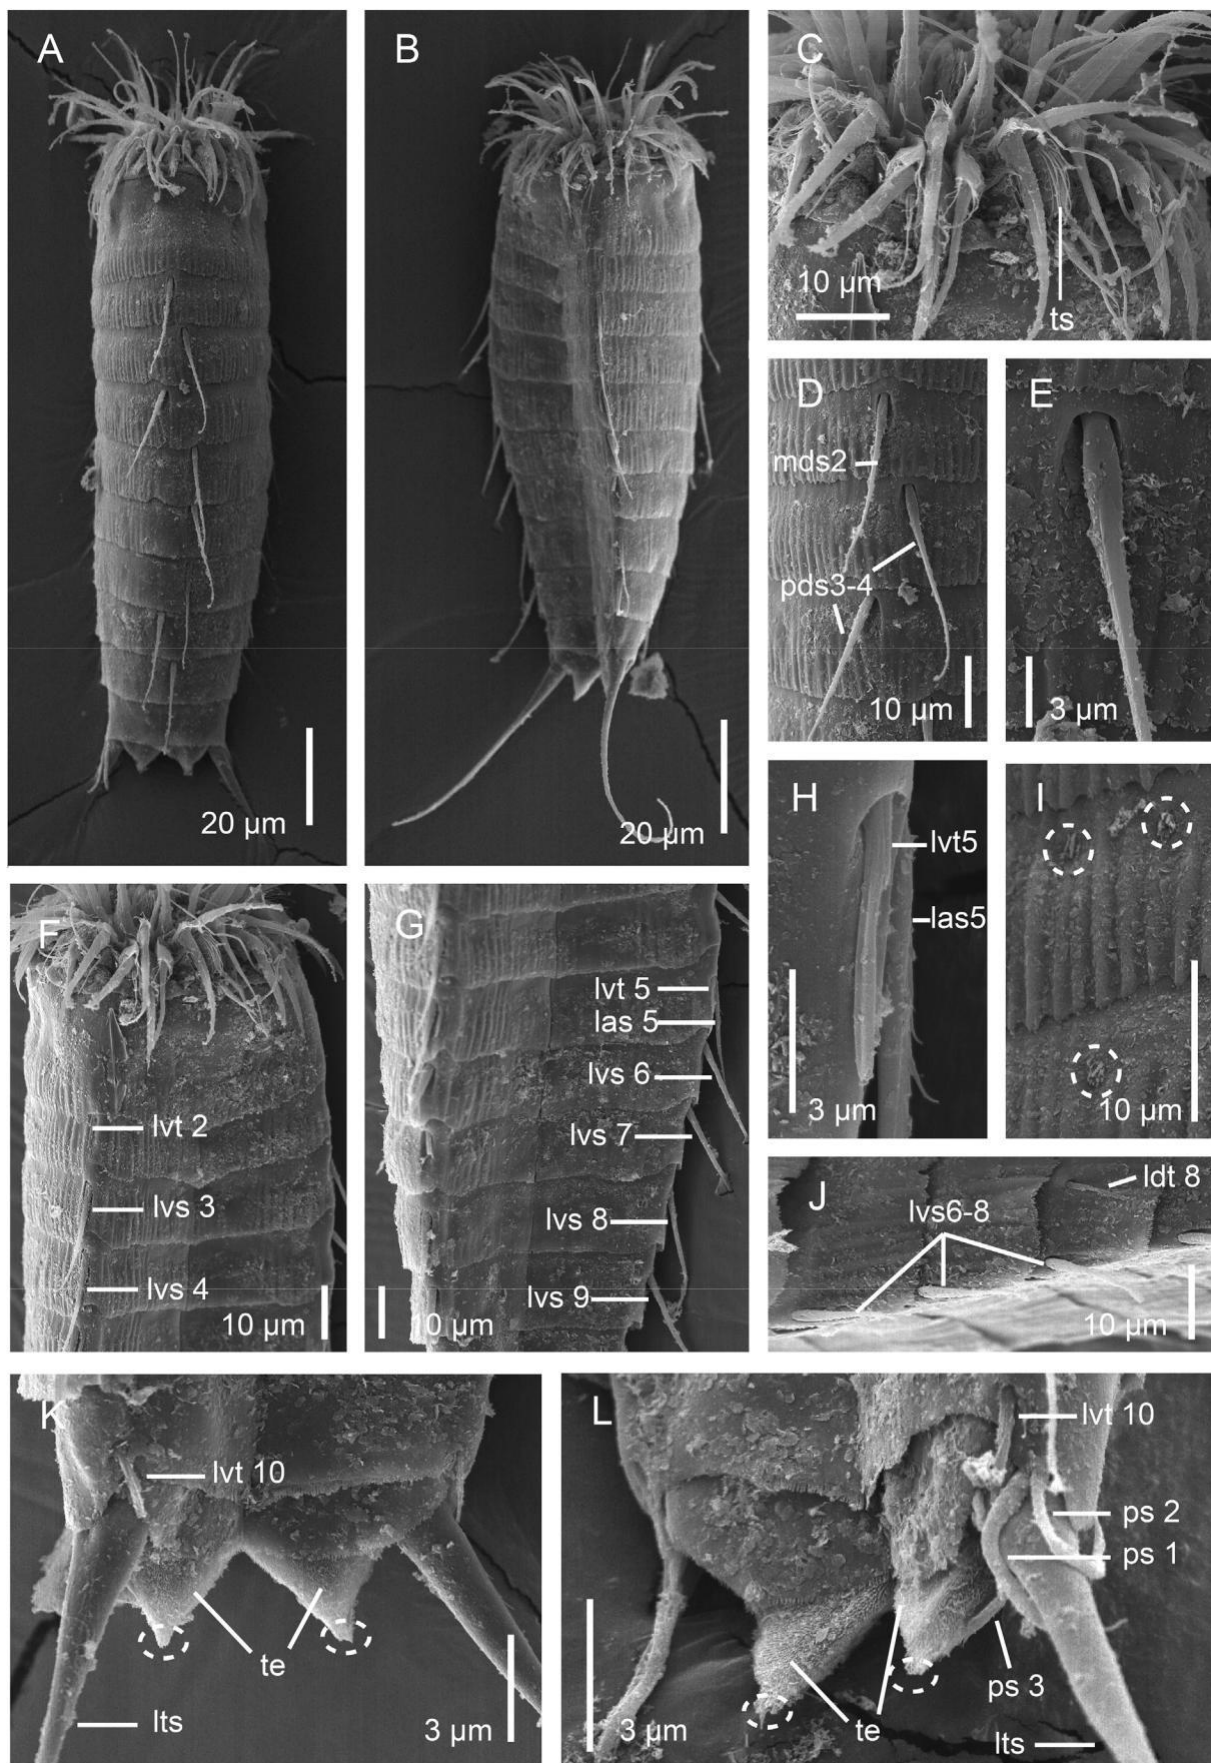 A
20 µm
B
20 µm
C
10 µm
ts
D
mds2
pds3-4
10 µm
E
3 µm
F
lvt 2
lvs 3
lvs 4
10 µm
G
lvt 5
las 5
lvs 6
lvs 7
lvs 8
lvs 9
10 µm
H
lvt5
las5
3 µm
I
10 µm
J
lvs6-8
ldt 8
10 µm
K
lvt 10
te
lts
3 µm
L
lvt 10
ps 2
ps 1
ps 3
te
lts
3 µm